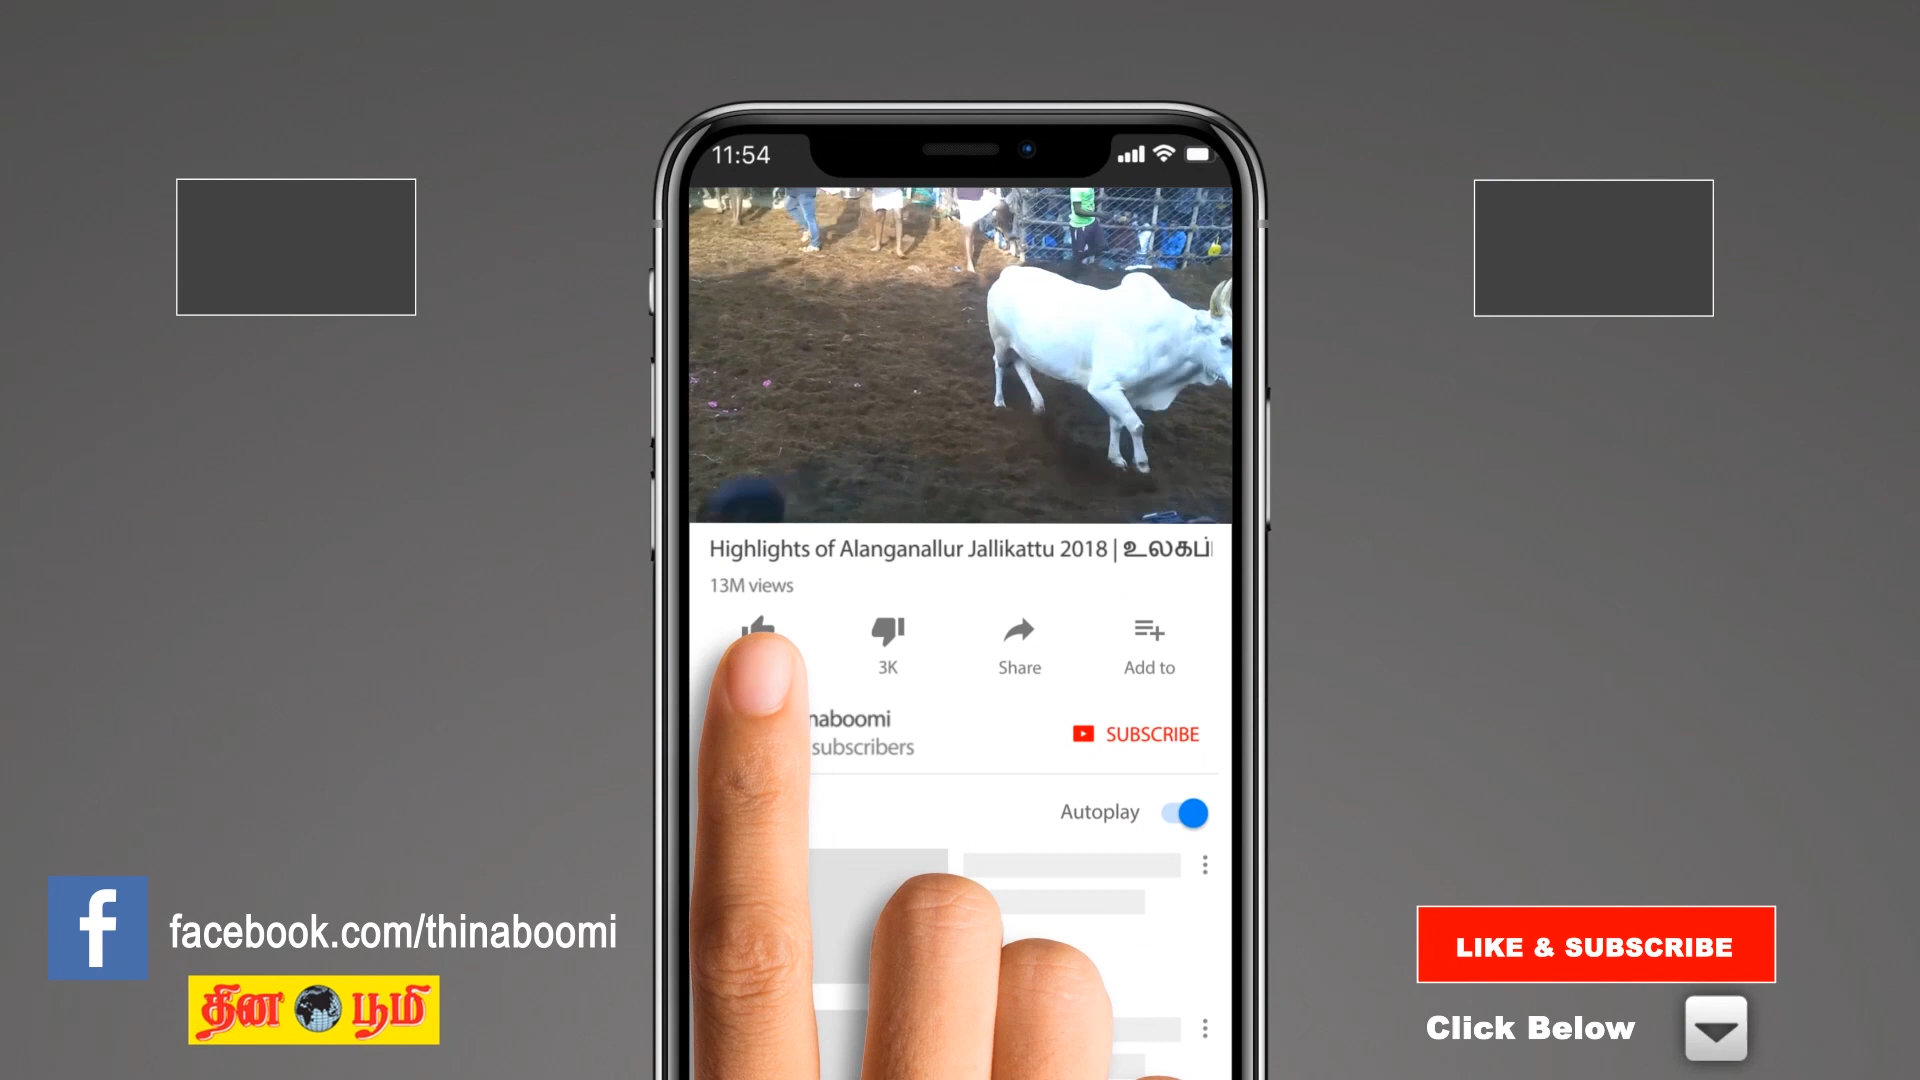 11:54
Highlights of Alanganallur Jallikattu 2018 | உலகப்
13M views
3K
Share
Add to
naboomi
subscribers
SUBSCRIBE
Autoplay
facebook.com/thinaboomi
தின பூமி
LIKE & SUBSCRIBE
Click Below